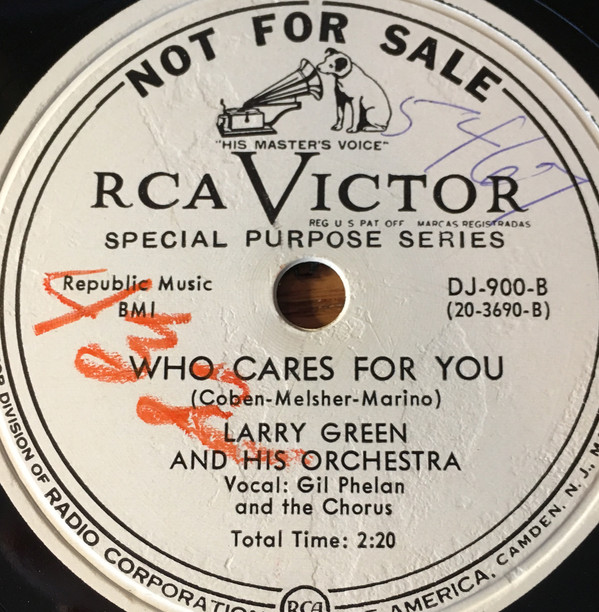 NOT FOR SALE
"HIS MASTER'S VOICE"
RCA VICTOR
REG U S PAT OFF MARCAS REGISTRADAS
SPECIAL PURPOSE SERIES
Republic Music
BMI
DJ-900-B
(20-3690-B)
WHO CARES FOR YOU
(Coben-Melsher-Marino)
LARRY GREEN
AND HIS ORCHESTRA
Vocal: Gil Phelan
and the Chorus
Total Time: 2:20
DIVISION OF RADIO CORPORATION OF AMERICA, CAMDEN, N. J.,
RCA